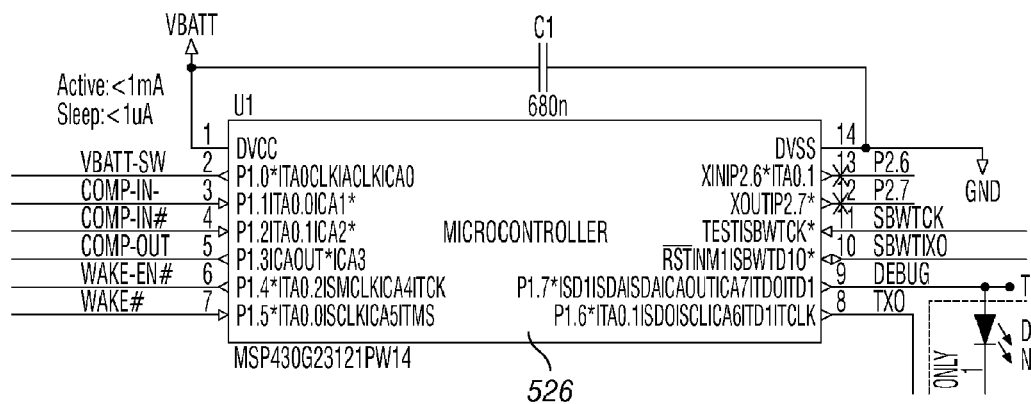 VBATT
C1
680n
Active:<1mA
Sleep:<1uA
U1
1 DVCC
VBATT-SW 2 P1.0*ITA0CLKIACLKICA0
COMP-IN- 3 P1.1ITA0.0ICA1*
COMP-IN# 4 P1.2ITA0.1ICA2*
COMP-OUT 5 P1.3ICAOUT*ICA3
WAKE-EN# 6 P1.4*ITA0.2ISMCLKICA4ITCK
WAKE# 7 P1.5*ITA0.0ISCLKICA5ITMS
MICROCONTROLLER
DVSS 14
XINIP2.6*ITA0.1 13 P2.6
XOUTIP2.7* 12 P2.7
TESTISBWTCK* 11 SBWTCK
RSTINM1ISBWTD1O* 10 SBWTIXO
P1.7*ISD1ISDAISDAICAOUTICA7ITDOITD1 9 DEBUG
P1.6*ITA0.1ISDOISCLICA6ITD1ITCLK 8 TXO
GND
T
D
N
ONLY
1
MSP430G23121PW14
526